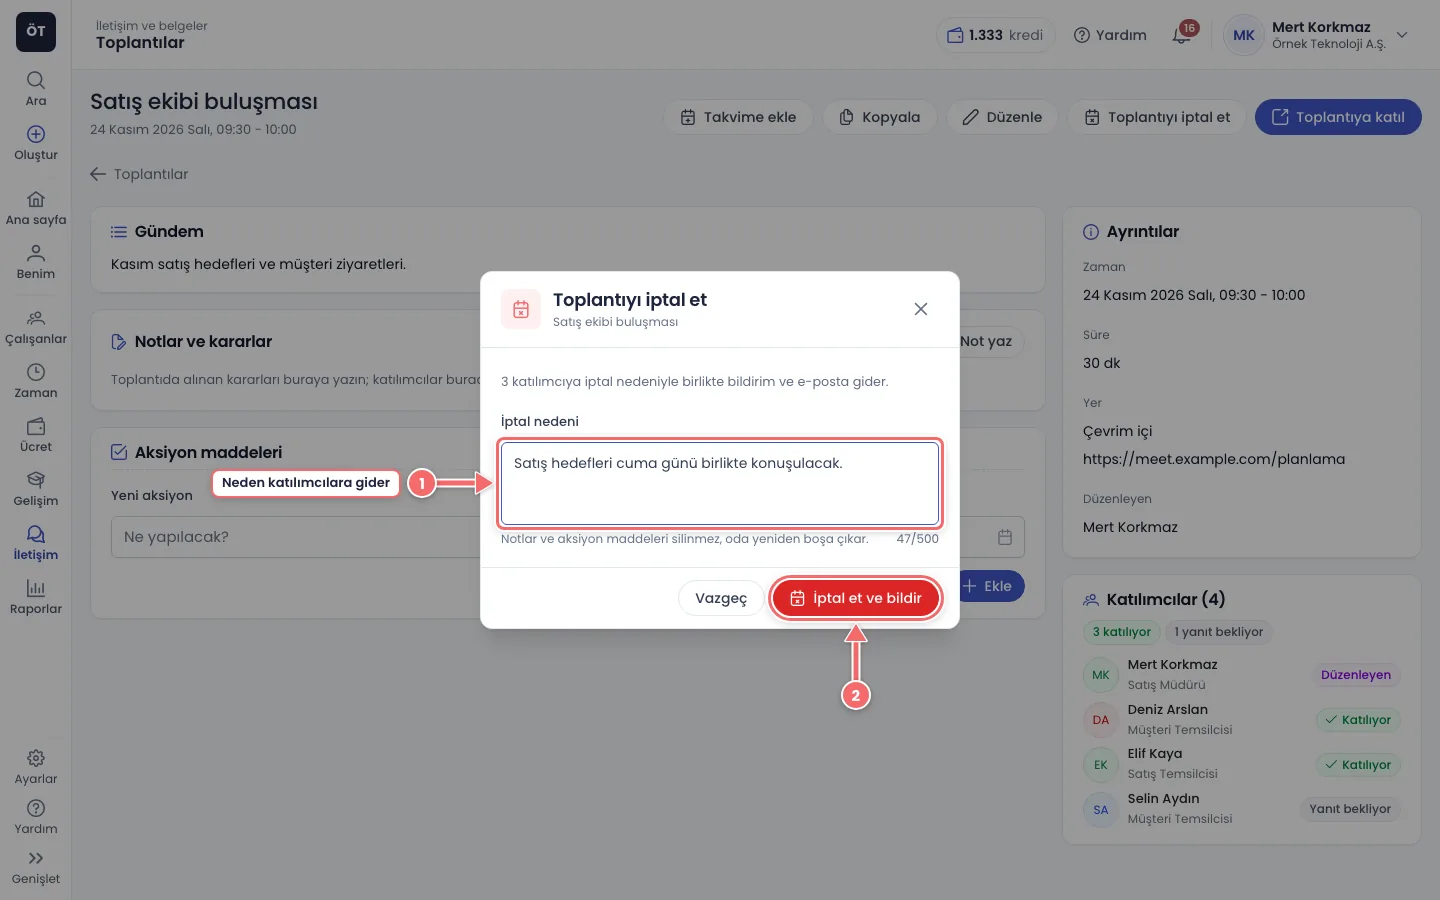 ÖT
İletişim ve belgeler
Toplantılar
1.333 kredi
Yardım
16
MK
Mert Korkmaz
Örnek Teknoloji A.Ş.
Ara
Oluştur
Ana sayfa
Benim
Çalışanlar
Zaman
Ücret
Gelişim
İletişim
Raporlar
Ayarlar
Yardım
Genişlet
Satış ekibi buluşması
24 Kasım 2026 Salı, 09:30 - 10:00
Takvime ekle
Kopyala
Düzenle
Toplantıyı iptal et
Toplantıya katıl
Toplantılar
Gündem
Kasım satış hedefleri ve müşteri ziyaretleri.
Notlar ve kararlar
Not yaz
Toplantıda alınan kararları buraya yazın; katılımcılar
Aksiyon maddeleri
Yeni aksiyon
Ne yapılacak?
Ekle
Neden katılımcılara gider
1
Toplantıyı iptal et
Satış ekibi buluşması
3 katılımcıya iptal nedeniyle birlikte bildirim ve e-posta gider.
İptal nedeni
Satış hedefleri cuma günü birlikte konuşulacak.
Notlar ve aksiyon maddeleri silinmez, oda yeniden boşa çıkar.
47/500
Vazgeç
İptal et ve bildir
2
Ayrıntılar
Zaman
24 Kasım 2026 Salı, 09:30 - 10:00
Süre
30 dk
Yer
Çevrim içi
https://meet.example.com/planlama
Düzenleyen
Mert Korkmaz
Katılımcılar (4)
3 katılıyor
1 yanıt bekliyor
MK
Mert Korkmaz
Satış Müdürü
Düzenleyen
DA
Deniz Arslan
Müşteri Temsilcisi
Katılıyor
EK
Elif Kaya
Satış Temsilcisi
Katılıyor
SA
Selin Aydın
Müşteri Temsilcisi
Yanıt bekliyor